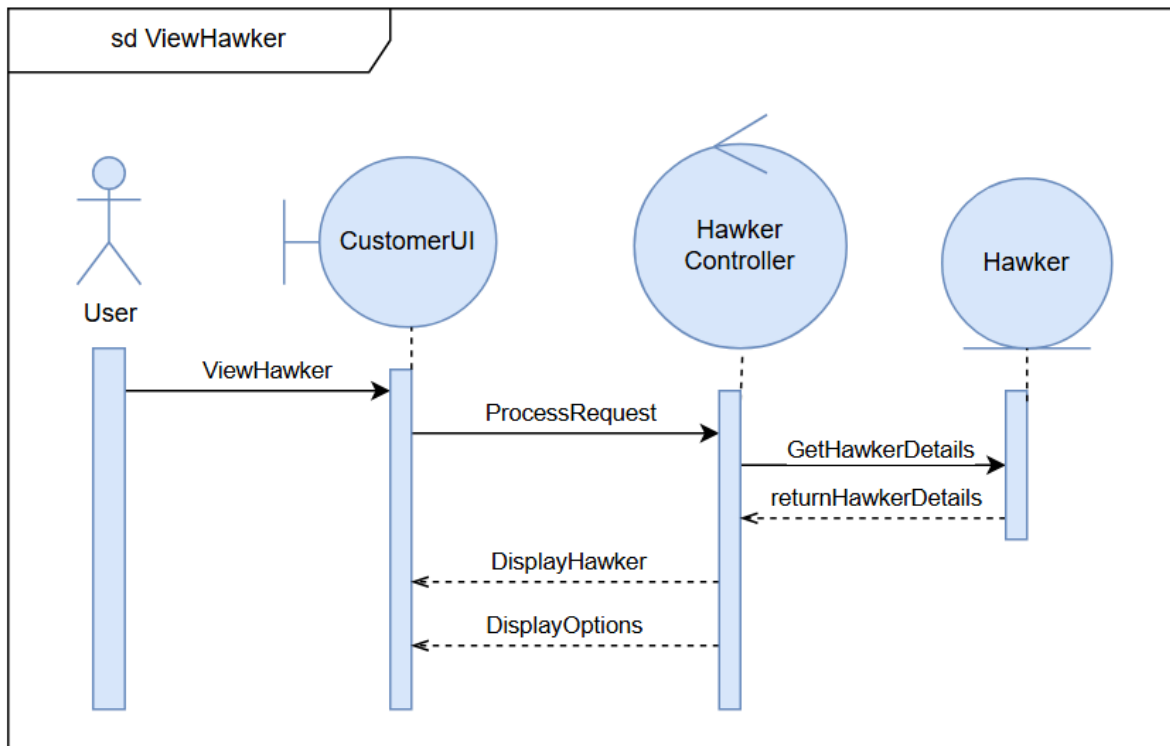 sd ViewHawker
CustomerUI
Hawker
Controller
Hawker
User
ViewHawker
ProcessRequest
GetHawkerDetails
returnHawkerDetails
DisplayHawker
DisplayOptions